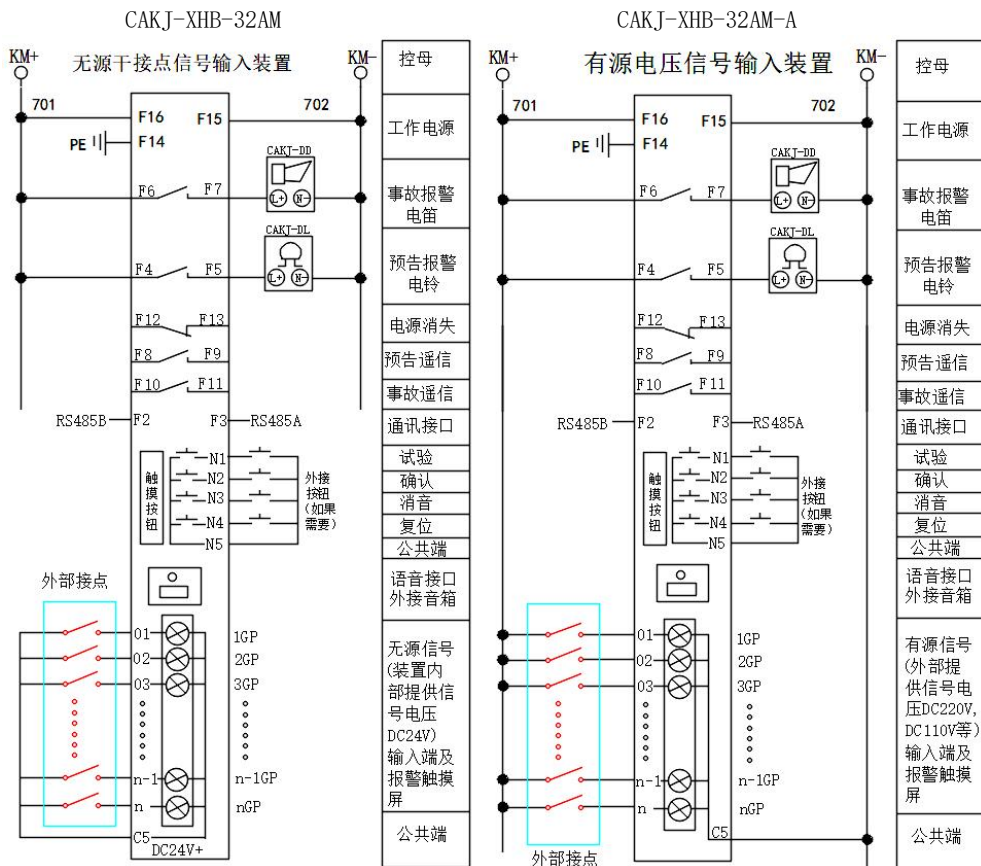 CAKJ-XHB-32AM
KM+
无源干接点信号输入装置
KM-
控母
701
702
F16
F15
PE
F14
工作电源
CAKJ-DD
F6
F7
L+
N-
事故报警
电笛
CAKJ-DL
F4
F5
L+
N-
预告报警
电铃
F12
F13
电源消失
F8
F9
预告遥信
F10
F11
事故遥信
RS485B
F2
F3
RS485A
通讯接口
触摸按钮
N1
试验
N2
确认
N3
消音
N4
复位
N5
公共端
外接
按钮
(如果
需要)
语音接口
外接音箱
外部接点
01
1GP
02
2GP
03
3GP
n-1
n-1GP
n
nGP
无源信号
(装置内
部提供信
号电压
DC24V)
输入端及
报警触摸
屏
C5
DC24V+
公共端
CAKJ-XHB-32AM-A
KM+
有源电压信号输入装置
KM-
控母
701
702
F16
F15
PE
F14
工作电源
CAKJ-DD
F6
F7
L+
N-
事故报警
电笛
CAKJ-DL
F4
F5
L+
N-
预告报警
电铃
F12
F13
电源消失
F8
F9
预告遥信
F10
F11
事故遥信
RS485B
F2
F3
RS485A
通讯接口
触摸按钮
N1
试验
N2
确认
N3
消音
N4
复位
N5
公共端
外接
按钮
(如果
需要)
语音接口
外接音箱
01
1GP
02
2GP
03
3GP
n-1
n-1GP
n
nGP
有源信号
(外部提
供信号电
压DC220V,
DC110V等)
输入端及
报警触摸
屏
C5
公共端
外部接点